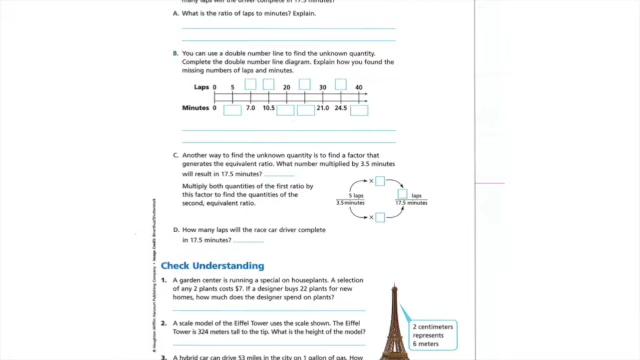 many laps will the driver complete in 17.5 minutes?
A. What is the ratio of laps to minutes? Explain.
B. You can use a double number line to find the unknown quantity.
Complete the double number line diagram. Explain how you found the
missing numbers of laps and minutes.
Laps 0 5 20 30 40
Minutes 0 7.0 10.5 21.0 24.5
C. Another way to find the unknown quantity is to find a factor that
generates the equivalent ratio. What number multiplied by 3.5 minutes
will result in 17.5 minutes?
Multiply both quantities of the first ratio by
this factor to find the quantities of the
second, equivalent ratio.
×
5 laps
3.5 minutes
laps
17.5 minutes
×
D. How many laps will the race car driver complete
in 17.5 minutes?
Check Understanding
1. A garden center is running a special on houseplants. A selection
of any 2 plants costs $7. If a designer buys 22 plants for new
homes, how much does the designer spend on plants?
2. A scale model of the Eiffel Tower uses the scale shown. The Eiffel
Tower is 324 meters tall to the tip. What is the height of the model?
2 centimeters
represents
6 meters
3. A hybrid car can drive 53 miles in the city on 1 gallon of gas. How
© Houghton Mifflin Harcourt Publishing Company • Image Credit: